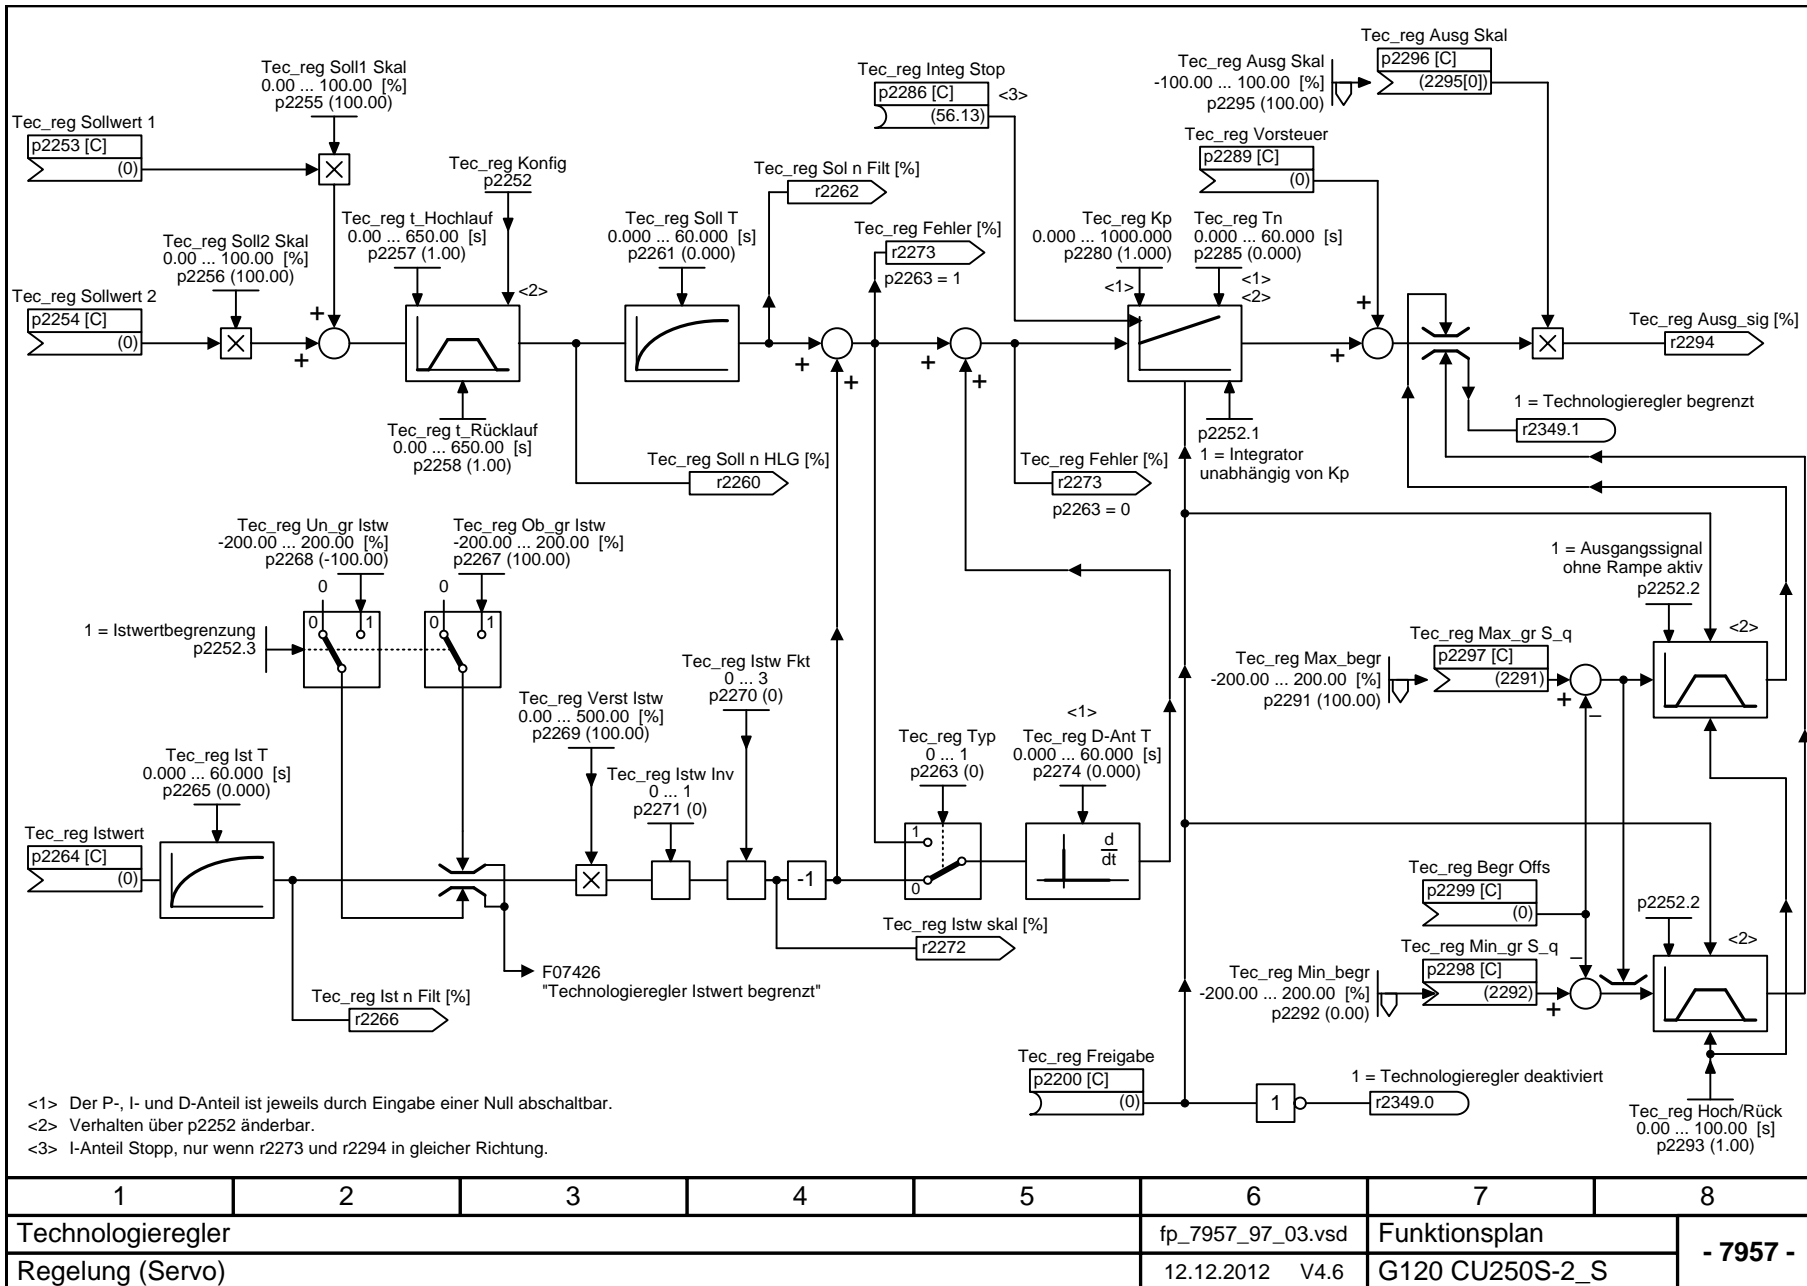 Tec_reg Soll1 Skal
0.00 ... 100.00 [%]
p2255 (100.00)
Tec_reg Sollwert 1
p2253 [C]
(0)
Tec_reg Konfig
p2252
Tec_reg Soll2 Skal
0.00 ... 100.00 [%]
p2256 (100.00)
Tec_reg Sollwert 2
p2254 [C]
(0)
+
+
Tec_reg t_Hochlauf
0.00 ... 650.00 [s]
p2257 (1.00)
<2>
Tec_reg t_Rücklauf
0.00 ... 650.00 [s]
p2258 (1.00)
Tec_reg Soll T
0.000 ... 60.000 [s]
p2261 (0.000)
Tec_reg Sol n Filt [%]
r2262
Tec_reg Soll n HLG [%]
r2260
+
+
Tec_reg Fehler [%]
r2273
p2263 = 1
+
+
Tec_reg Fehler [%]
r2273
p2263 = 0
Tec_reg Integ Stop
p2286 [C]
(56.13)
<3>
Tec_reg Kp
0.000 ... 1000.000
p2280 (1.000)
<1>
Tec_reg Tn
0.000 ... 60.000 [s]
p2285 (0.000)
<1>
<2>
p2252.1
1 = Integrator
unabhängig von Kp
Tec_reg Vorsteuer
p2289 [C]
(0)
+
+
Tec_reg Ausg Skal
-100.00 ... 100.00 [%]
p2295 (100.00)
Tec_reg Ausg Skal
p2296 [C]
(2295[0])
Tec_reg Ausg_sig [%]
r2294
1 = Technologieregler begrenzt
r2349.1
Tec_reg Un_gr Istw
-200.00 ... 200.00 [%]
p2268 (-100.00)
Tec_reg Ob_gr Istw
-200.00 ... 200.00 [%]
p2267 (100.00)
0
0
0
1
0
1
1 = Istwertbegrenzung
p2252.3
Tec_reg Ist T
0.000 ... 60.000 [s]
p2265 (0.000)
Tec_reg Istwert
p2264 [C]
(0)
Tec_reg Ist n Filt [%]
r2266
F07426
"Technologieregler Istwert begrenzt"
Tec_reg Verst Istw
0.00 ... 500.00 [%]
p2269 (100.00)
Tec_reg Istw Inv
0 ... 1
p2271 (0)
Tec_reg Istw Fkt
0 ... 3
p2270 (0)
-1
Tec_reg Istw skal [%]
r2272
Tec_reg Typ
0 ... 1
p2263 (0)
1
0
<1>
Tec_reg D-Ant T
0.000 ... 60.000 [s]
p2274 (0.000)
d
dt
1 = Ausgangssignal
ohne Rampe aktiv
p2252.2
<2>
Tec_reg Max_begr
-200.00 ... 200.00 [%]
p2291 (100.00)
Tec_reg Max_gr S_q
p2297 [C]
(2291)
+
–
Tec_reg Begr Offs
p2299 [C]
(0)
p2252.2
<2>
Tec_reg Min_begr
-200.00 ... 200.00 [%]
p2292 (0.00)
Tec_reg Min_gr S_q
p2298 [C]
(2292)
–
+
Tec_reg Freigabe
p2200 [C]
(0)
1
1 = Technologieregler deaktiviert
r2349.0
Tec_reg Hoch/Rück
0.00 ... 100.00 [s]
p2293 (1.00)
<1> Der P-, I- und D-Anteil ist jeweils durch Eingabe einer Null abschaltbar.
<2> Verhalten über p2252 änderbar.
<3> I-Anteil Stopp, nur wenn r2273 und r2294 in gleicher Richtung.
1 2 3 4 5 6 7 8
Technologieregler
fp_7957_97_03.vsd
Funktionsplan
- 7957 -
Regelung (Servo)
12.12.2012 V4.6
G120 CU250S-2_S